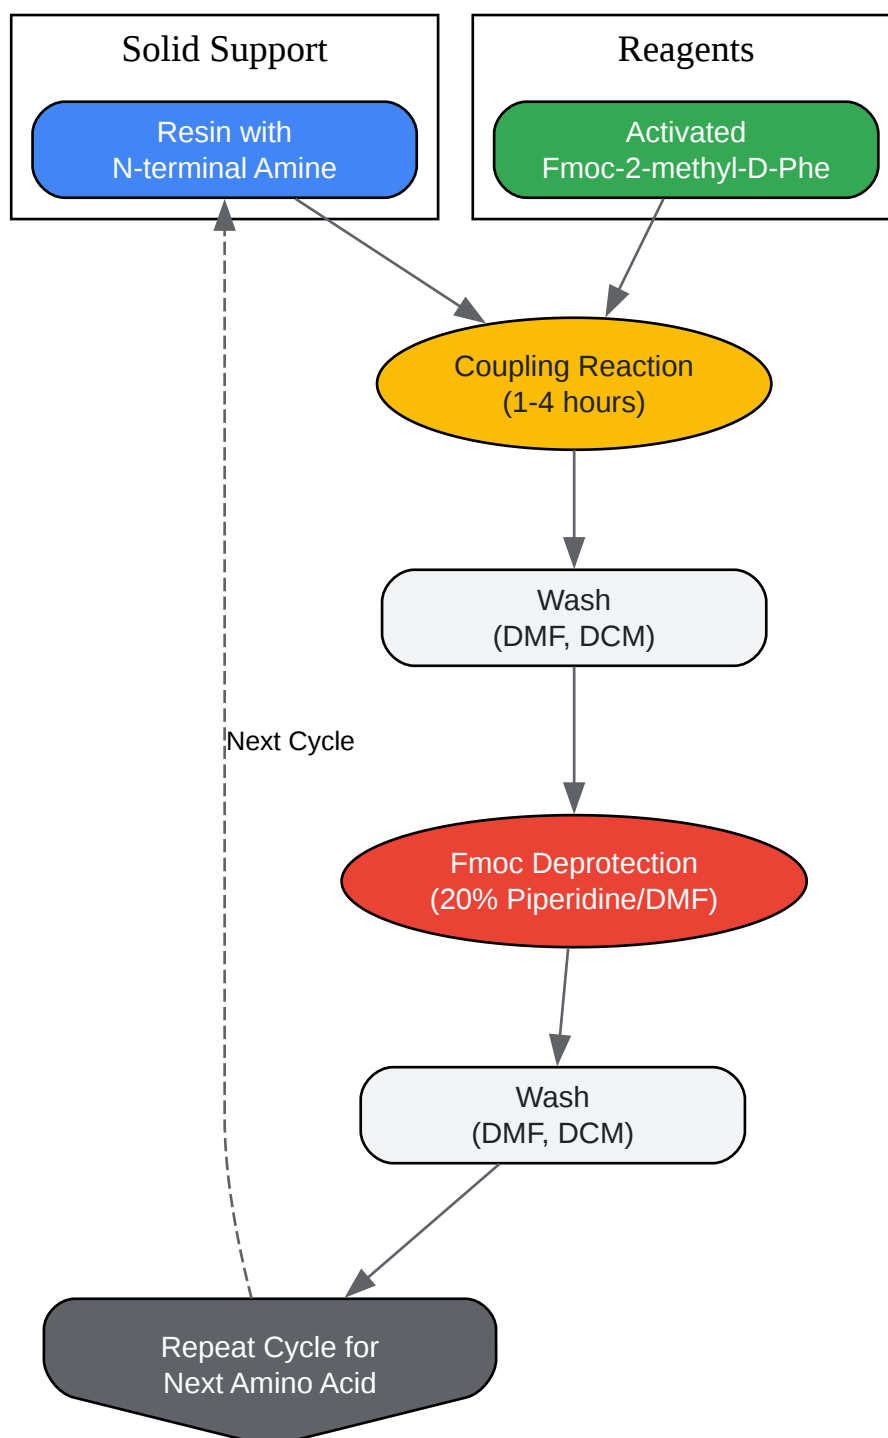 Solid Support
Reagents
Resin with
N-terminal Amine
Activated
Fmoc-2-methyl-D-Phe
Coupling Reaction
(1-4 hours)
Wash
(DMF, DCM)
Next Cycle
Fmoc Deprotection
(20% Piperidine/DMF)
Wash
(DMF, DCM)
Repeat Cycle for
Next Amino Acid